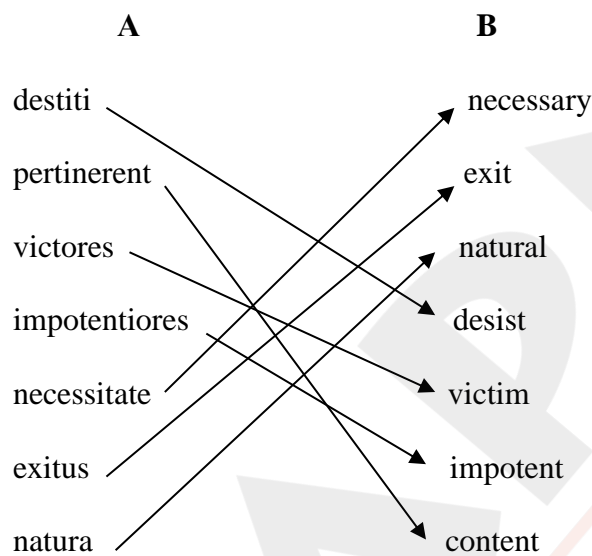 A B
destiti necessary
pertinerent exit
victores natural
impotentiores desist
necessitate victim
exitus impotent
natura content